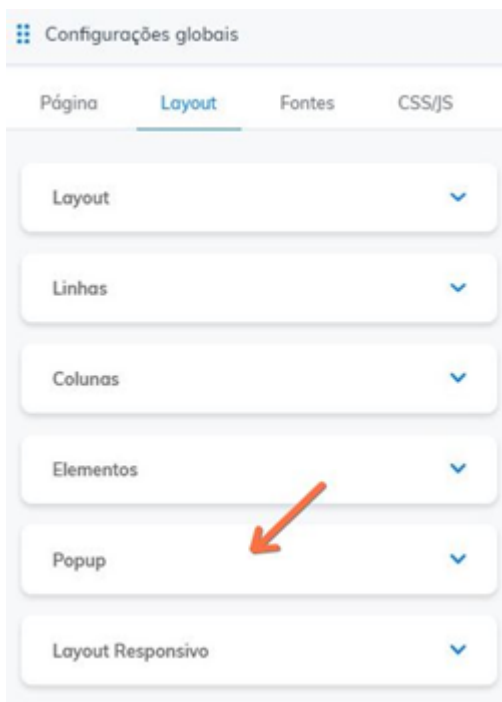 Configurações globais
Página Layout Fontes CSS/JS
Layout
Linhas
Colunas
Elementos
Popup
Layout Responsivo